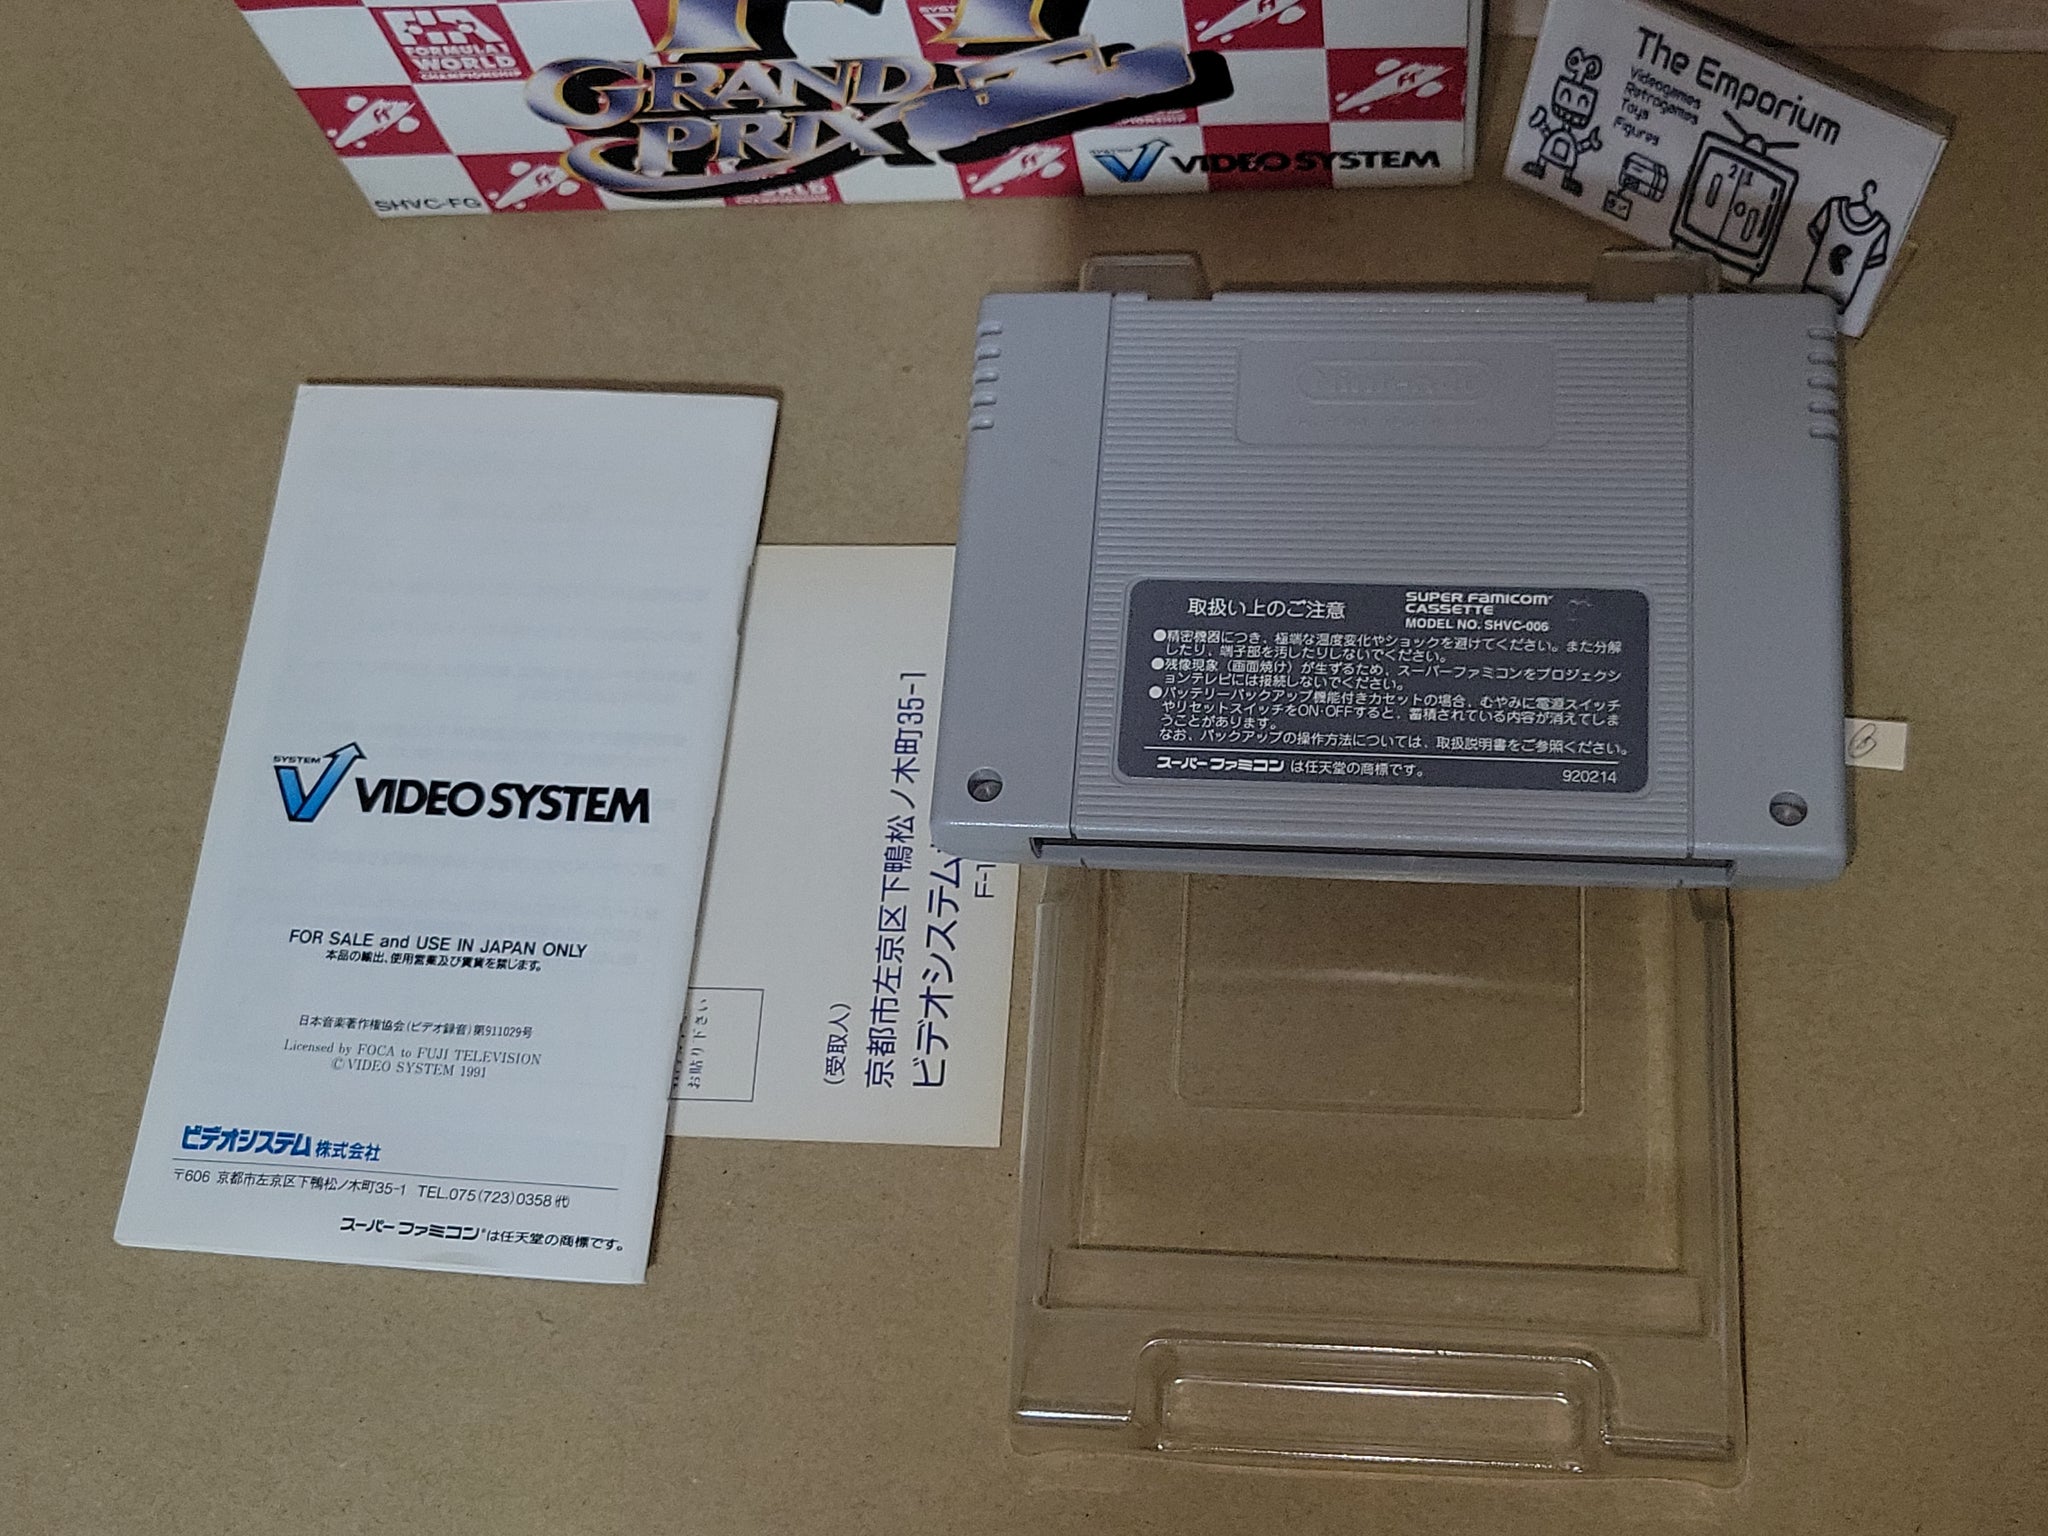 FIA
FORMULA 1
WORLD
CHAMPIONSHIP
F1
GRAND
PRIX
SYSTEM
VIDEO SYSTEM
SHVC-FG
The Emporium
Videogames
Retrogames
Toys
Figures
Nintendo
取扱い上のご注意
SUPER FAMICOM
CASSETTE
MODEL NO. SHVC-006
●精密機器につき、極端な温度変化やショックを避けてください。また分解
したり、端子部を汚したりしないでください。
●残像現象（画面焼け）が生ずるため、スーパーファミコンをプロジェクシ
ョンテレビには接続しないでください。
●バッテリーバックアップ機能付きカセットの場合、むやみに電源スイッチ
やリセットスイッチをON・OFFすると、蓄積されている内容が消えてしま
うことがあります。
なお、バックアップの操作方法については、取扱説明書をご参照ください。
スーパーファミコン は任天堂の商標です。
920214
SYSTEM
VIDEO SYSTEM
FOR SALE and USE IN JAPAN ONLY
本品の輸出、使用営業及び賃貸を禁じます。
日本音楽著作権協会(ビデオ録音)第911029号
Licensed by FOCA to FUJI TELEVISION
©VIDEO SYSTEM 1991
ビデオシステム株式会社
〒606 京都市左京区下鴨松ノ木町35-1 TEL.075(723)0358㈹
スーパーファミコン®は任天堂の商標です。
(受取人)
京都市左京区下鴨松ノ木町35-1
ビデオシステム
F-1
お貼り下さい